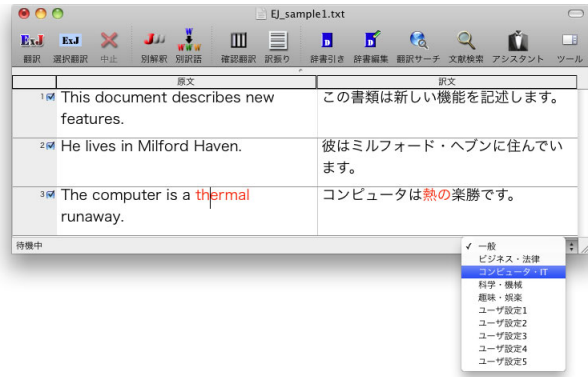 EJ_sample1.txt
ExJ ExJ J W W D D
翻訳 選択翻訳 中止 別解釈 別訳語 確認翻訳 訳振り 辞書引き 辞書編集 翻訳サーチ 文献検索 アシスタント ツール
原文 訳文
1 This document describes new features. この書類は新しい機能を記述します。
2 He lives in Milford Haven. 彼はミルフォード・ヘブンに住んでいます。
3 The computer is a thermal runaway. コンピュータは熱の楽勝です。
待機中
✓ 一般
ビジネス・法律
コンピュータ・IT
科学・機械
趣味・娯楽
ユーザ設定1
ユーザ設定2
ユーザ設定3
ユーザ設定4
ユーザ設定5